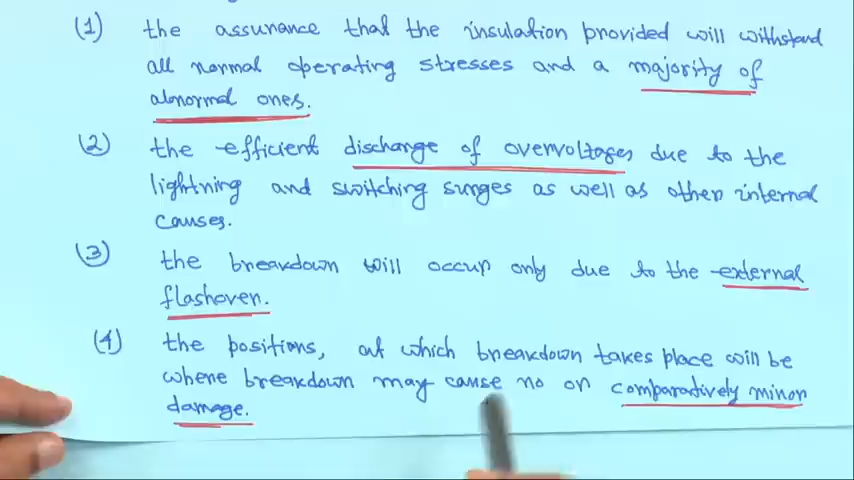 (1) the assurance that the insulation provided will withstand
all normal operating stresses and a majority of
abnormal ones.
(2) the efficient discharge of overvoltages due to the
lightning and switching surges as well as other internal
causes.
(3) the breakdown will occur only due to the external
flashover.
(4) the positions, at which breakdown takes place will be
where breakdown may cause no or comparatively minor
damage.